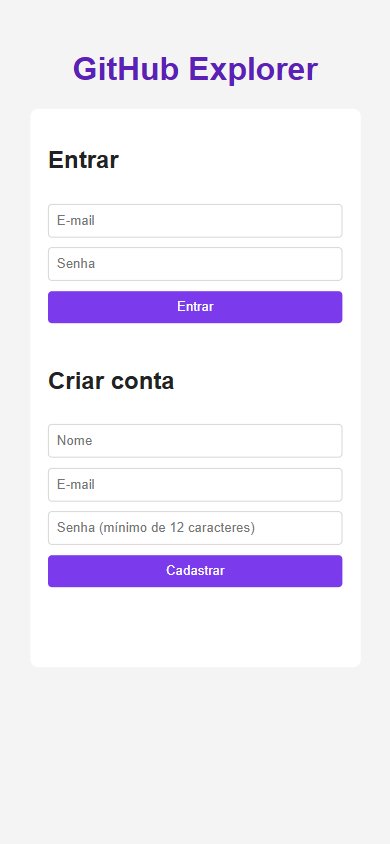 GitHub Explorer
Entrar
E-mail
Senha
Entrar
Criar conta
Nome
E-mail
Senha (mínimo de 12 caracteres)
Cadastrar